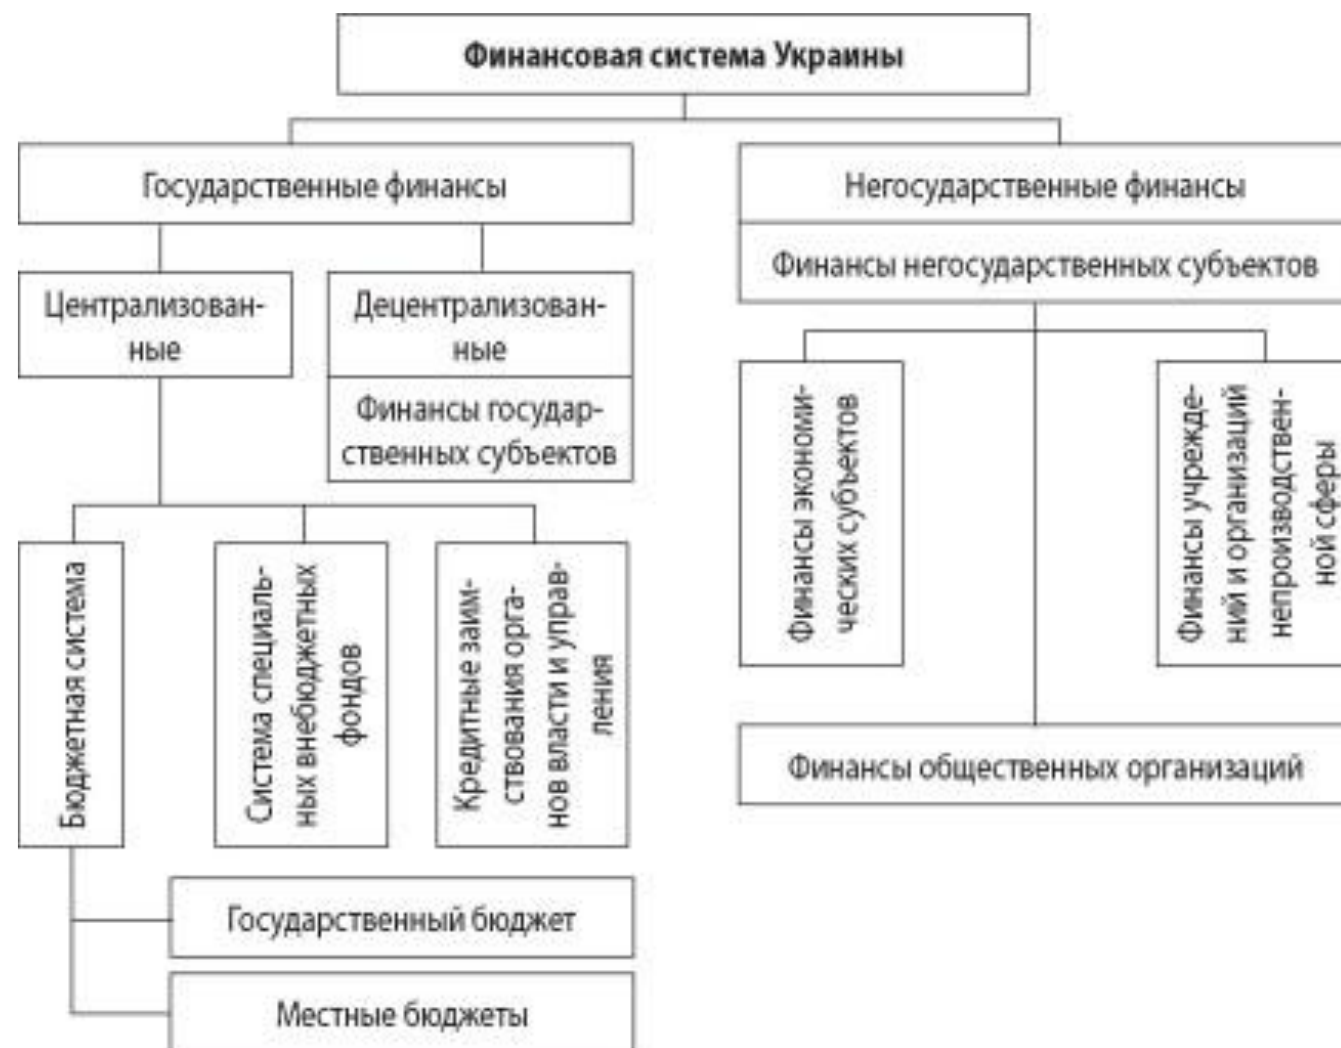 Финансовая система Украины
Государственные финансы
Негосударственные финансы
Финансы негосударственных субъектов
Централизован-
ные
Децентрализован-
ные
Финансы государ-
ственных субъектов
Финансы экономи-
ческих субъектов
Финансы учрежде-
ний и организаций
непроизводствен-
ной сферы
Бюджетная система
Система специаль-
ных внебюджетных
фондов
Кредитные заим-
ствования орга-
нов власти и управ-
ления
Финансы общественных организаций
Государственный бюджет
Местные бюджеты